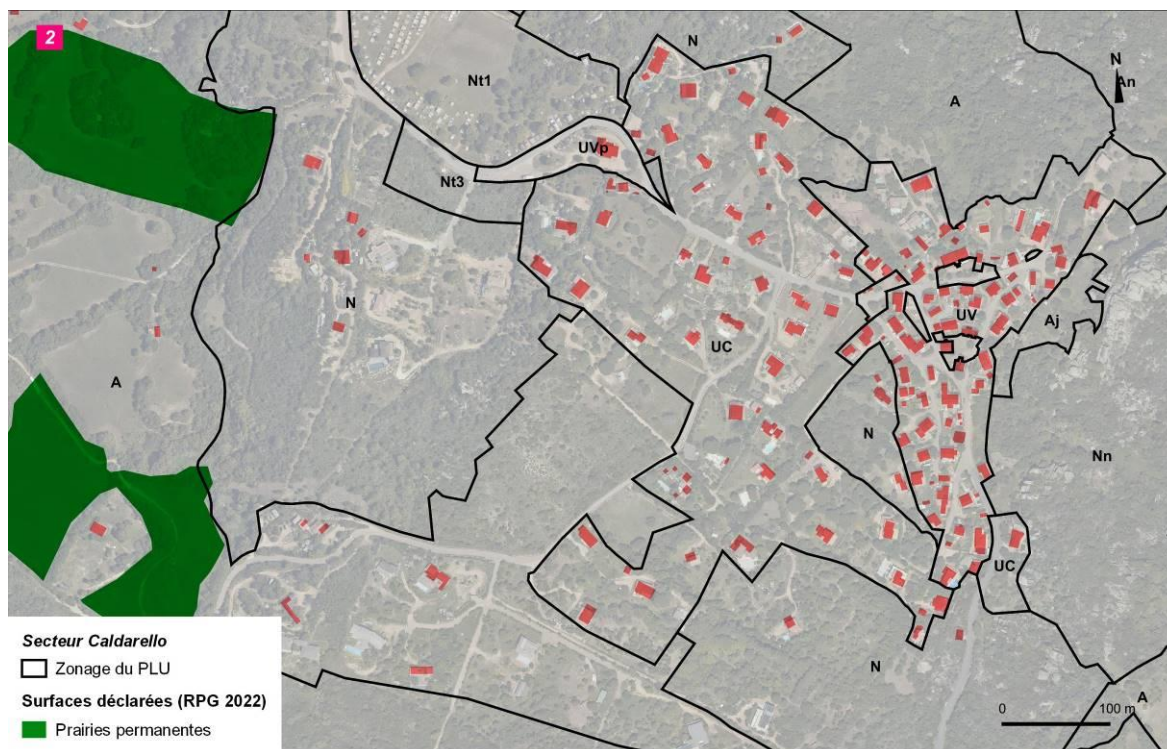 2
N
Nt1
A
N
An
UVp
Nt3
N
UV
Aj
UC
A
N
Nn
UC
N
A
0 100 m
Secteur Caldarello
Zonage du PLU
Surfaces déclarées (RPG 2022)
Prairies permanentes